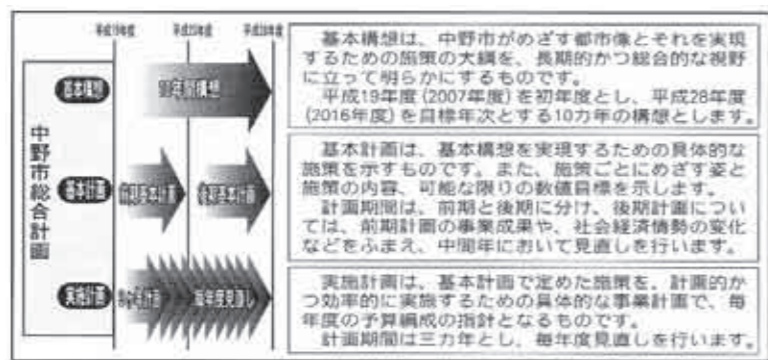 平成19年度
平成28年度
中野市総合計画
基本構想
10年間構想
基本計画
前期基本計画
後期基本計画
実施計画
毎年度見直し
基本構想は、中野市がめざす都市像とそれを実現
するための施策の大綱を、長期的かつ総合的な視野
に立って明らかにするものです。
平成19年度(2007年度)を初年度とし、平成28年度
(2016年度)を目標年次とする10カ年の構想とします。
基本計画は、基本構想を実現するための具体的な
施策を示すものです。また、施策ごとにめざす姿と
施策の内容、可能な限りの数値目標を示します。
計画期間は、前期と後期に分け、後期計画につい
ては、前期計画の事業成果や、社会経済情勢の変化
などをふまえ、中間年において見直しを行います。
実施計画は、基本計画で定めた施策を、計画的か
つ効率的に実施するための具体的な事業計画で、毎
年度の予算編成の指針となるものです。
計画期間は三カ年とし、毎年度見直しを行います。